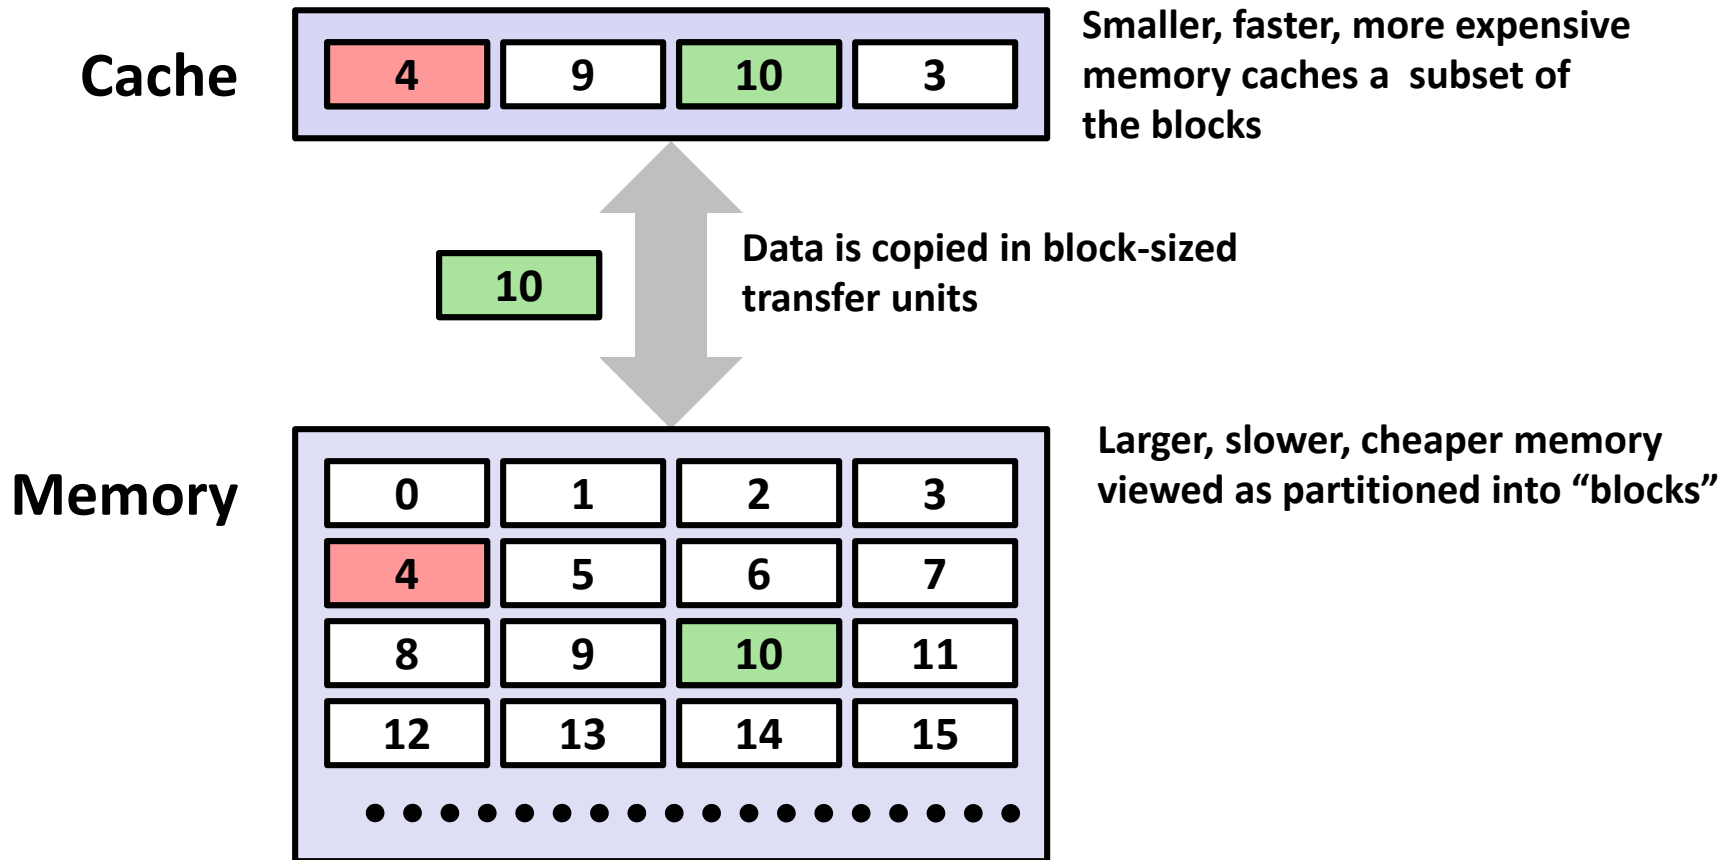 Cache
4 9 10 3
Smaller, faster, more expensive
memory caches a subset of
the blocks
10
Data is copied in block-sized
transfer units
Memory
0 1 2 3
4 5 6 7
8 9 10 11
12 13 14 15
Larger, slower, cheaper memory
viewed as partitioned into “blocks”